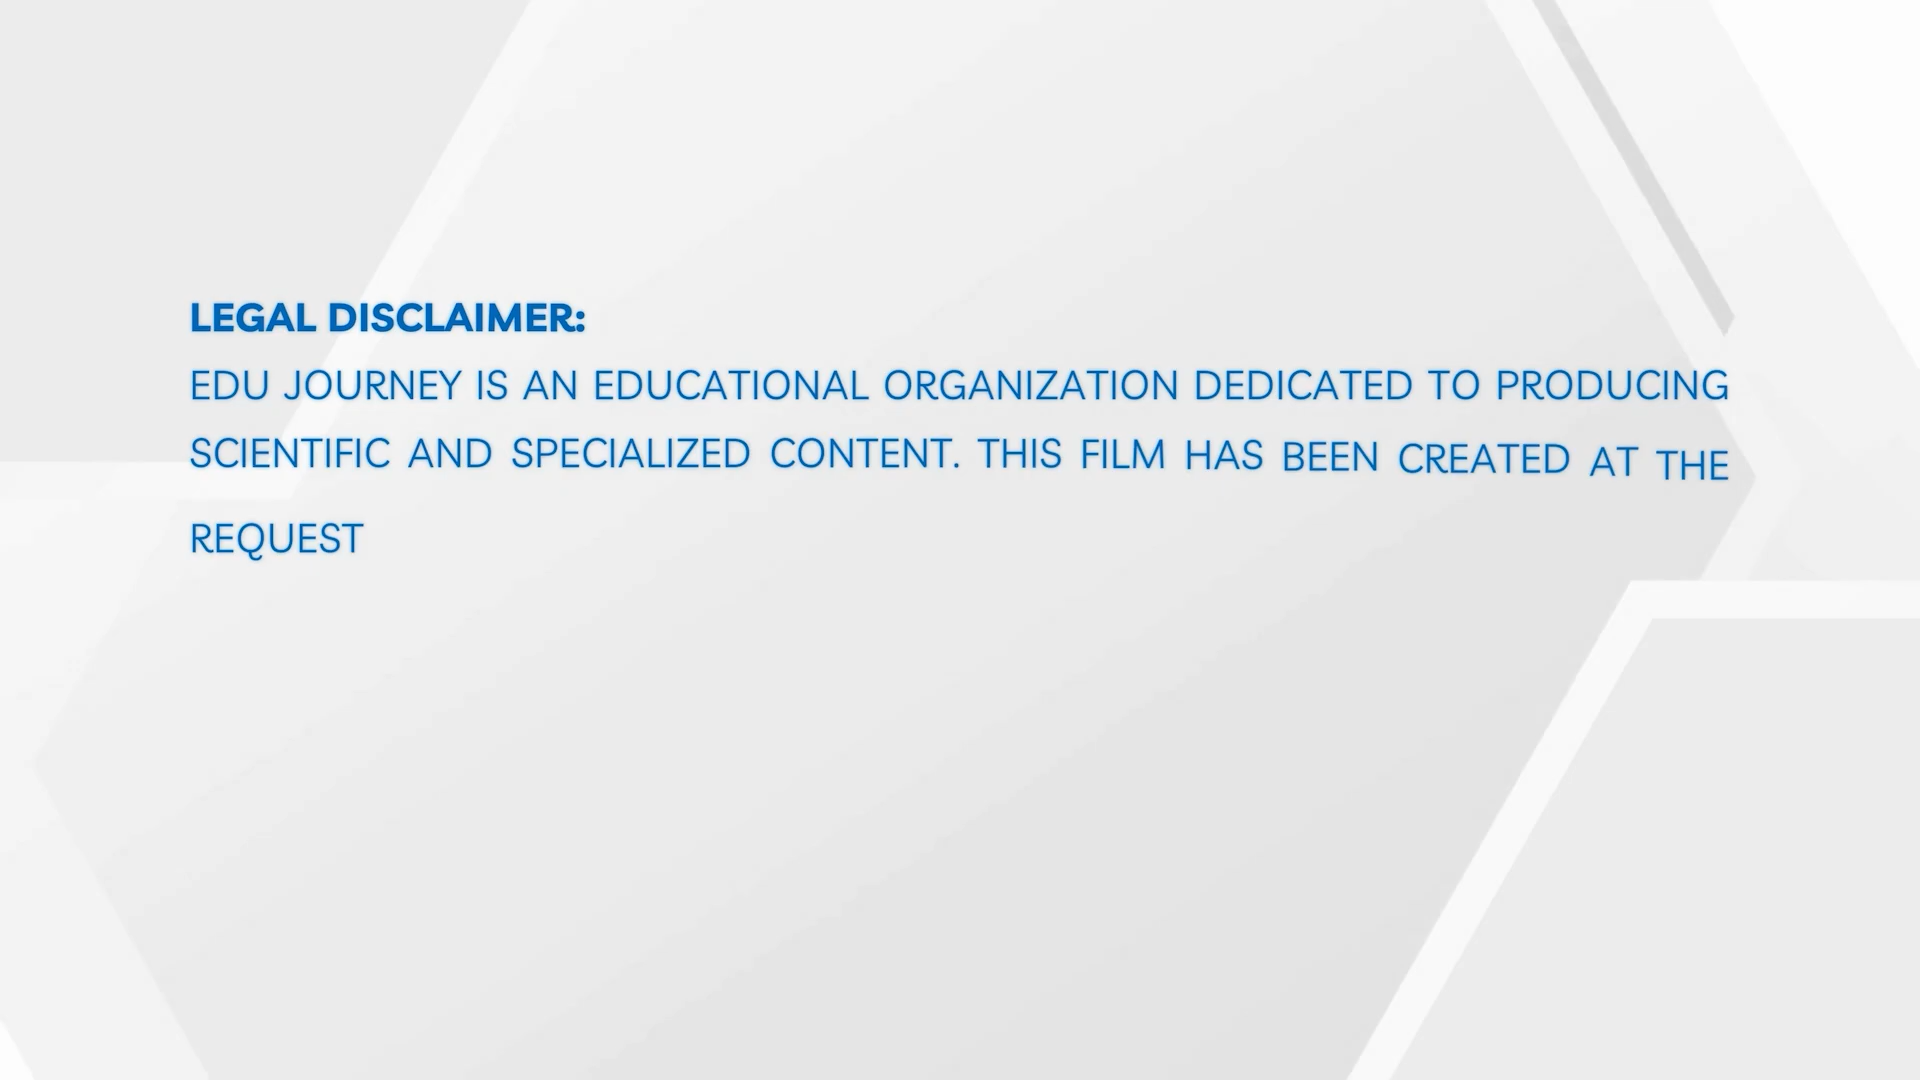 LEGAL DISCLAIMER:
EDU JOURNEY IS AN EDUCATIONAL ORGANIZATION DEDICATED TO PRODUCING
SCIENTIFIC AND SPECIALIZED CONTENT. THIS FILM HAS BEEN CREATED AT THE
REQUEST